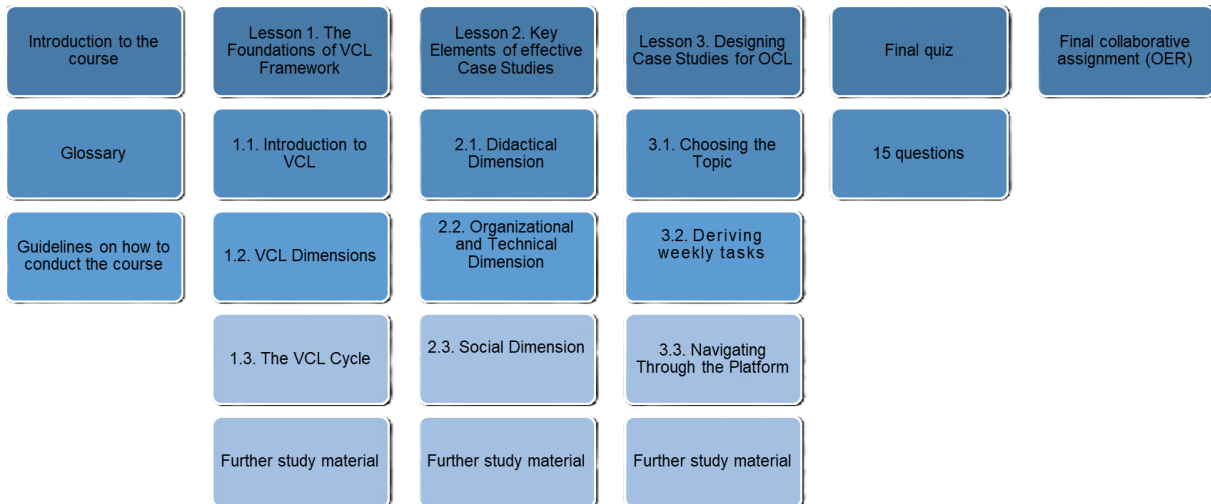 Introduction to the
course
Glossary
Guidelines on how to
conduct the course
Lesson 1. The
Foundations of VCL
Framework
1.1. Introduction to
VCL
1.2. VCL Dimensions
1.3. The VCL Cycle
Further study material
Lesson 2. Key
Elements of effective
Case Studies
2.1. Didactical
Dimension
2.2. Organizational
and Technical
Dimension
2.3. Social Dimension
Further study material
Lesson 3. Designing
Case Studies for OCL
3.1. Choosing the
Topic
3.2. Deriving
weekly tasks
3.3. Navigating
Through the Platform
Further study material
Final quiz
15 questions
Final collaborative
assignment (OER)